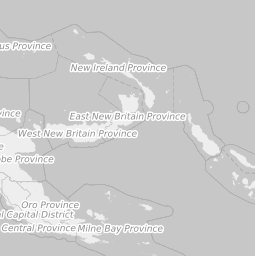 us Province
New Ireland Province
vince
East New Britain Province
West New Britain Province
e
be Province
Oro Province
l Capital District
Central Province
Milne Bay Province